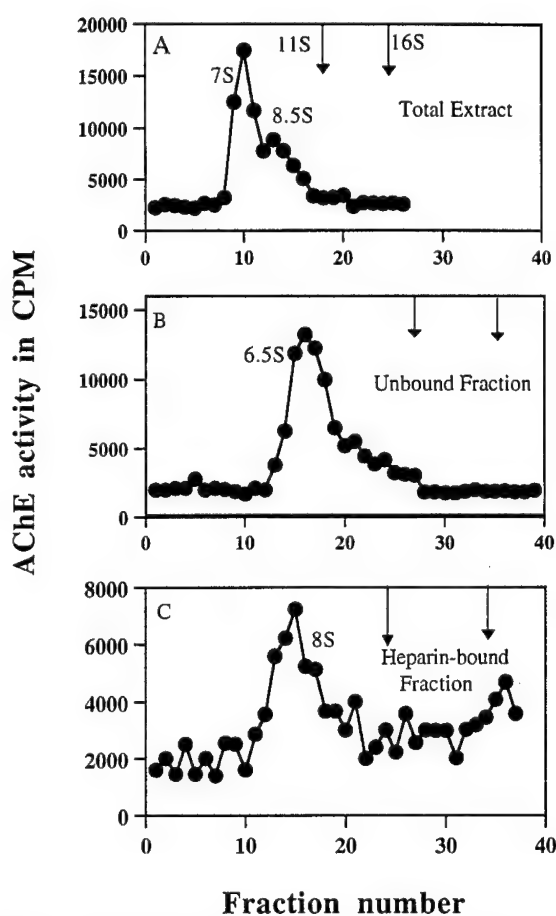 AChE activity in CPM
A
20000
15000
10000
5000
0
7S
8.5S
11S
16S
Total Extract
0 10 20 30 40
B
15000
10000
5000
0
6.5S
Unbound Fraction
0 10 20 30 40
C
8000
6000
4000
2000
0
8S
Heparin-bound
Fraction
0 10 20 30 40
Fraction number